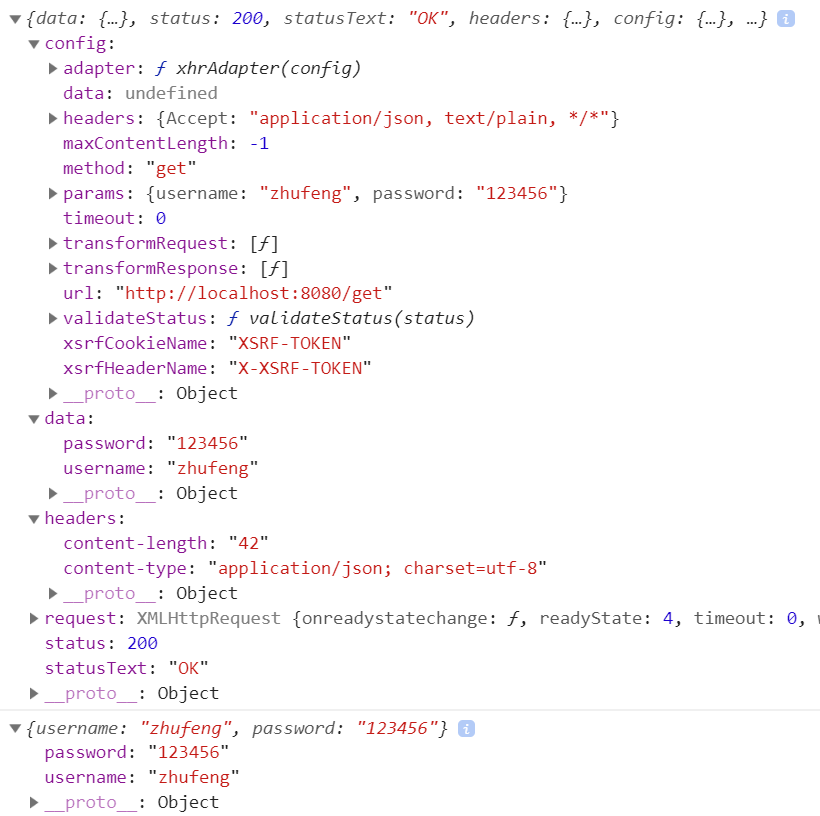 ▼{data: {…}, status: 200, statusText: "OK", headers: {…}, config: {…}, …} i
▼config:
▶adapter: ƒ xhrAdapter(config)
data: undefined
▶headers: {Accept: "application/json, text/plain, */*"}
maxContentLength: -1
method: "get"
▶params: {username: "zhufeng", password: "123456"}
timeout: 0
▶transformRequest: [ƒ]
▶transformResponse: [ƒ]
url: "http://localhost:8080/get"
▶validateStatus: ƒ validateStatus(status)
xsrfCookieName: "XSRF-TOKEN"
xsrfHeaderName: "X-XSRF-TOKEN"
▶__proto__: Object
▼data:
password: "123456"
username: "zhufeng"
▶__proto__: Object
▼headers:
content-length: "42"
content-type: "application/json; charset=utf-8"
▶__proto__: Object
▶request: XMLHttpRequest {onreadystatechange: ƒ, readyState: 4, timeout: 0,
status: 200
statusText: "OK"
▶__proto__: Object
▼{username: "zhufeng", password: "123456"} i
password: "123456"
username: "zhufeng"
▶__proto__: Object